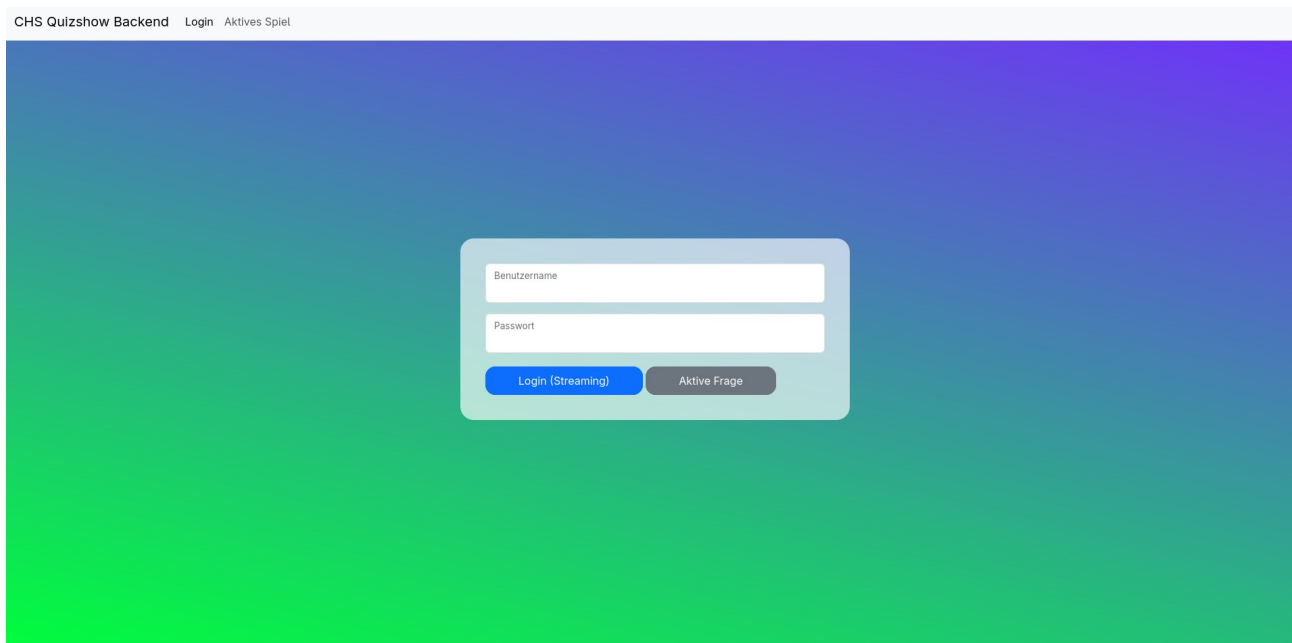 CHS Quizshow Backend Login Aktives Spiel
Benutzername
Passwort
Login (Streaming) Aktive Frage